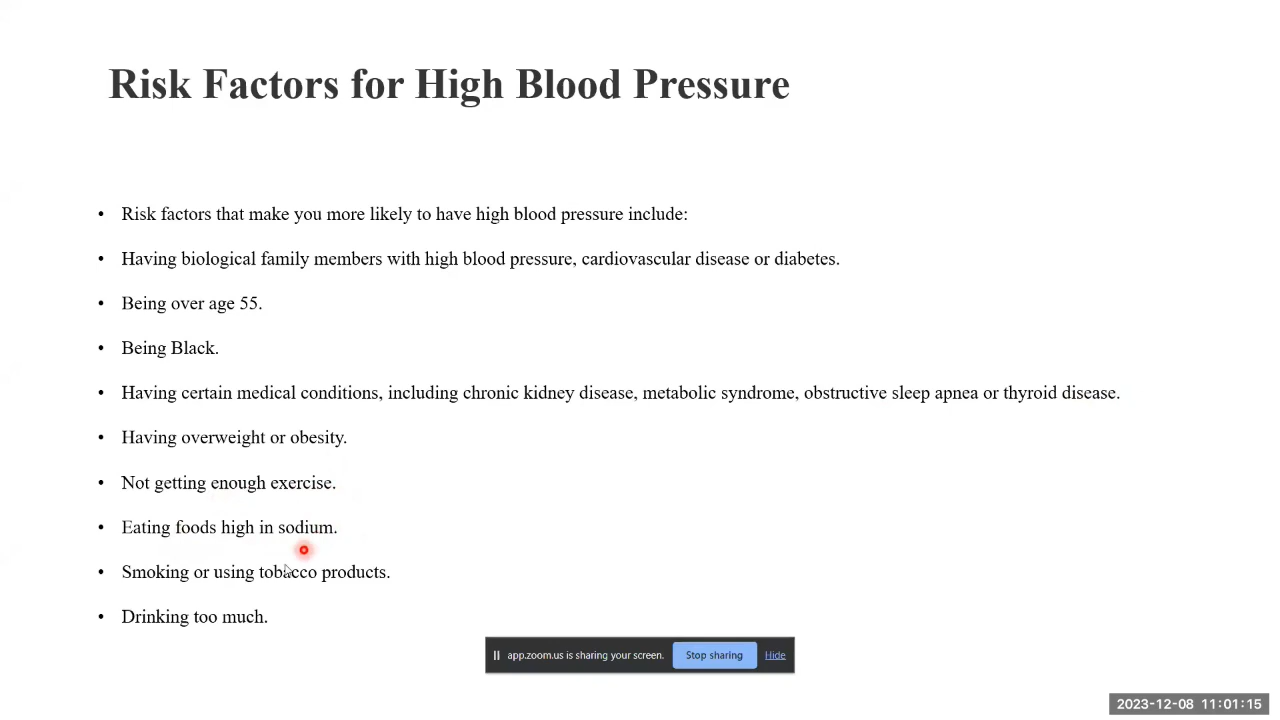 Risk Factors for High Blood Pressure
• Risk factors that make you more likely to have high blood pressure include:
• Having biological family members with high blood pressure, cardiovascular disease or diabetes.
• Being over age 55.
• Being Black.
• Having certain medical conditions, including chronic kidney disease, metabolic syndrome, obstructive sleep apnea or thyroid disease.
• Having overweight or obesity.
• Not getting enough exercise.
• Eating foods high in sodium.
• Smoking or using tobacco products.
• Drinking too much.
app.zoom.us is sharing your screen. Stop sharing Hide
2023-12-08 11:01:15